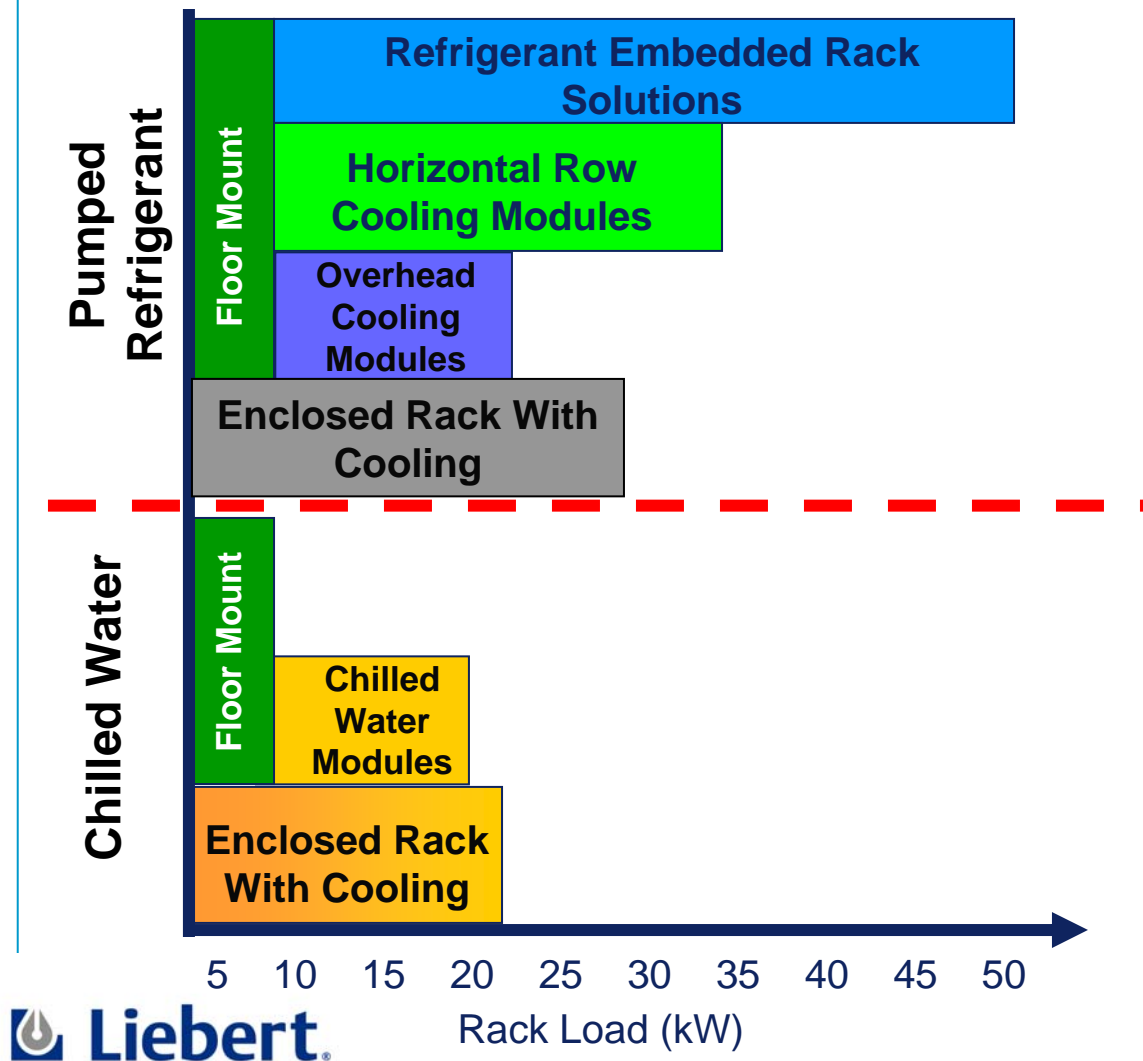 Pumped
Refrigerant
Floor Mount
Refrigerant Embedded Rack
Solutions
Horizontal Row
Cooling Modules
Overhead
Cooling
Modules
Enclosed Rack With
Cooling
Chilled Water
Floor Mount
Chilled
Water
Modules
Enclosed Rack
With Cooling
5 10 15 20 25 30 35 40 45 50
Rack Load (kW)
Liebert.